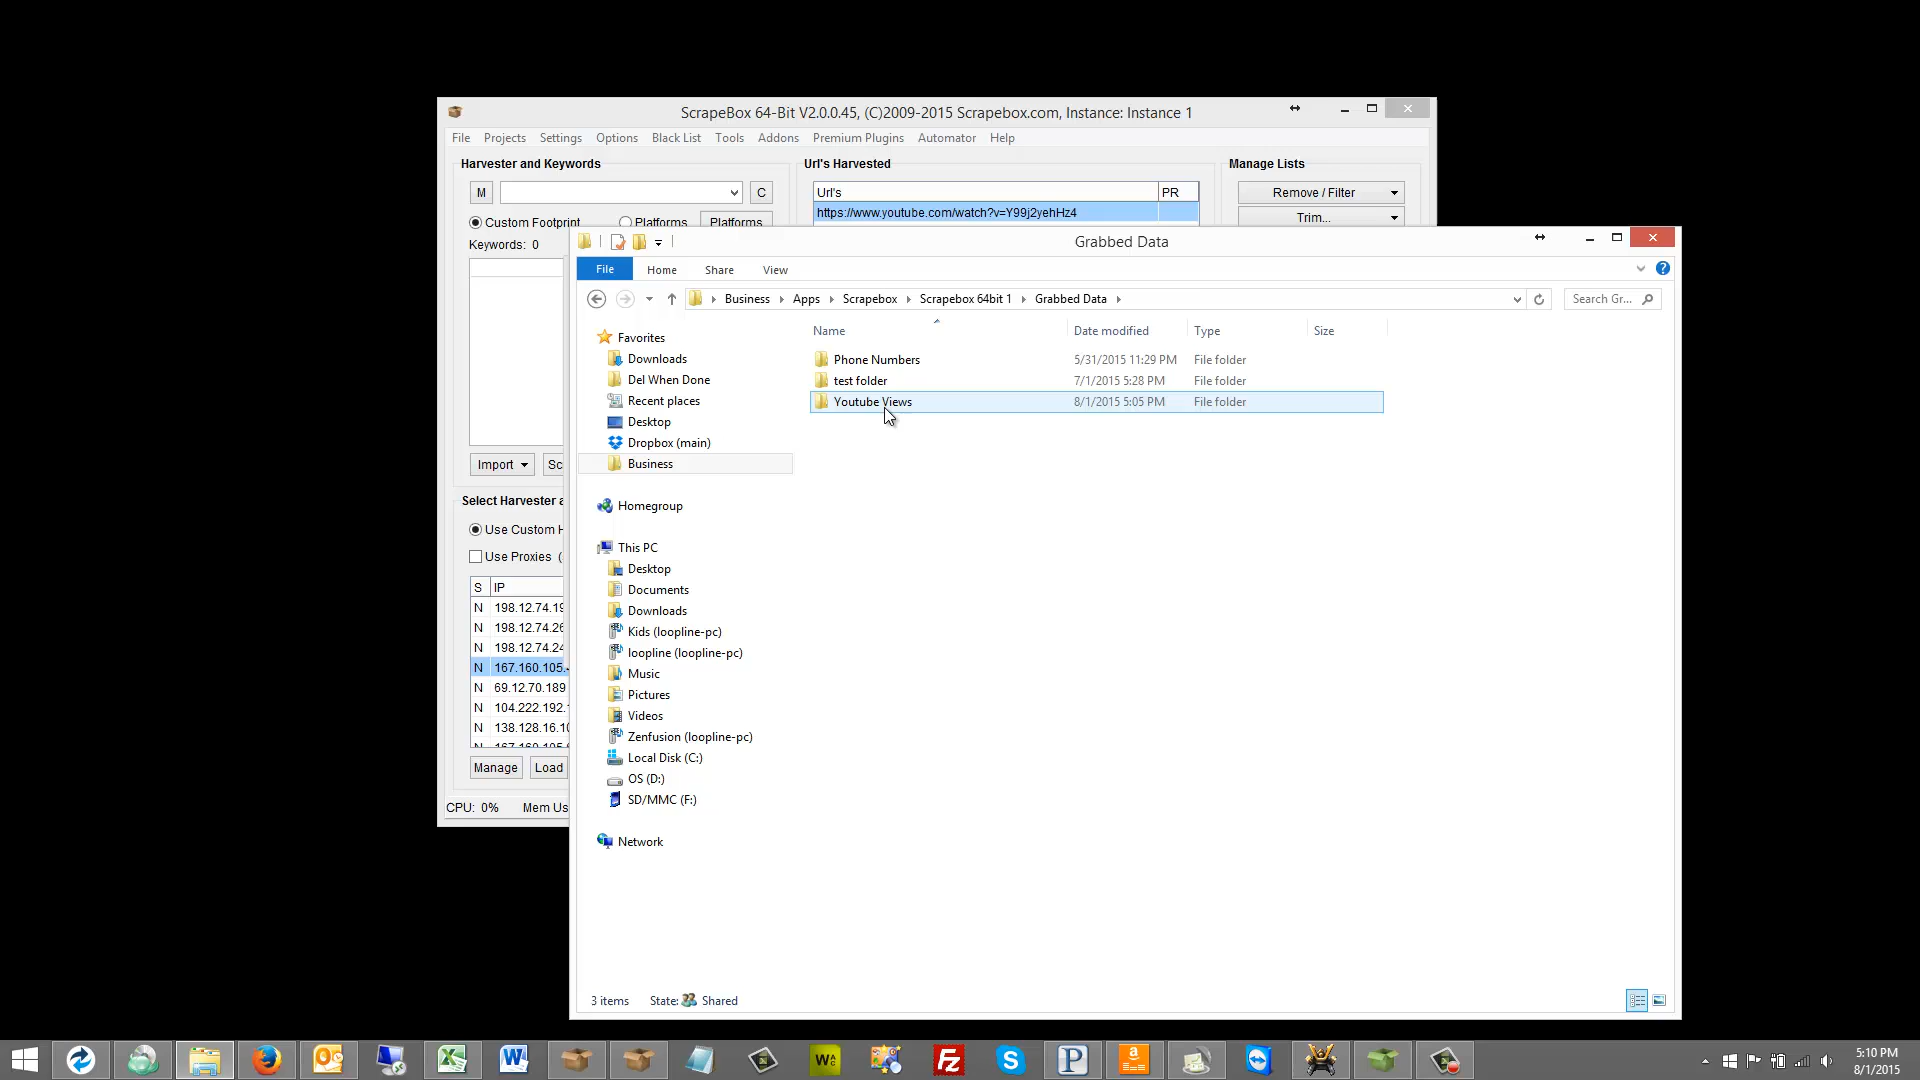 ScrapeBox 64-Bit V2.0.0.45, (C)2009-2015 Scrapebox.com, Instance: Instance 1
File Projects Settings Options Black List Tools Addons Premium Plugins Automator Help
Harvester and Keywords Url's Harvested Manage Lists
M C Url's PR Remove / Filter
Custom Footprint Platforms Platforms https://www.youtube.com/watch?v=Y99j2yehHz4 Trim...
Keywords: 0
Import Sc
Select Harvester a
Use Custom H
Use Proxies (
S IP
N 198.12.74.19
N 198.12.74.26
N 198.12.74.24
N 167.160.105.
N 69.12.70.189
N 104.222.192.
N 138.128.16.10
Manage Load
CPU: 0% Mem Us
Grabbed Data
File Home Share View
Business Apps Scrapebox Scrapebox 64bit 1 Grabbed Data Search Gr...
Name Date modified Type Size
Phone Numbers 5/31/2015 11:29 PM File folder
test folder 7/1/2015 5:28 PM File folder
Youtube Views 8/1/2015 5:05 PM File folder
Favorites
Downloads
Del When Done
Recent places
Desktop
Dropbox (main)
Business
Homegroup
This PC
Desktop
Documents
Downloads
Kids (loopline-pc)
loopline (loopline-pc)
Music
Pictures
Videos
Zenfusion (loopline-pc)
Local Disk (C:)
OS (D:)
SD/MMC (F:)
Network
3 items State: Shared
5:10 PM
8/1/2015